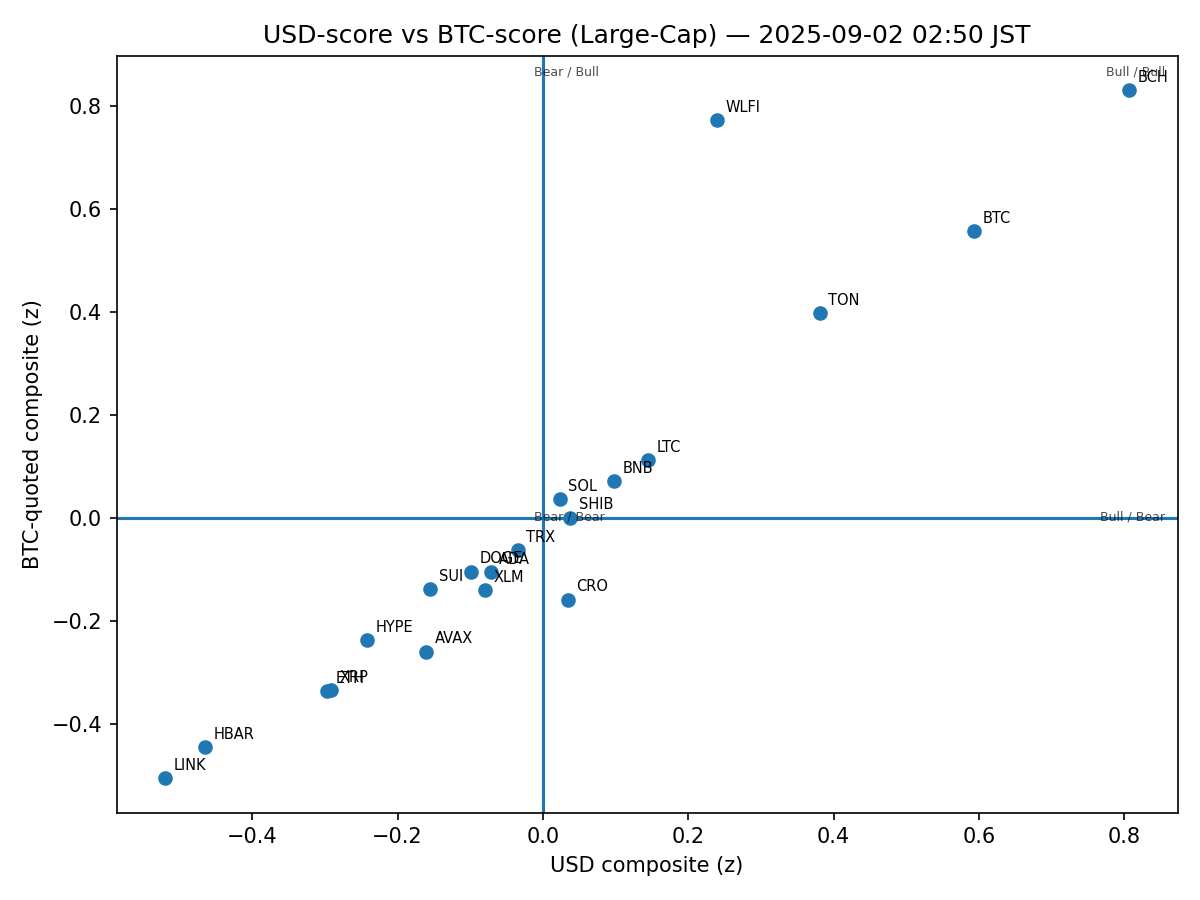 USD-score vs BTC-score (Large-Cap) — 2025-09-02 02:50 JST
Bear / Bull
Bull / Bull
BCH
WLFI
BTC
TON
LTC
BNB
SOL
SHIB
Bear / Bear
Bull / Bear
TRX
DOGE
ADA
XLM
SUI
CRO
HYPE
AVAX
ETH
XRP
HBAR
LINK
0.8
0.6
0.4
0.2
0.0
−0.2
−0.4
BTC-quoted composite (z)
−0.4
−0.2
0.0
0.2
0.4
0.6
0.8
USD composite (z)